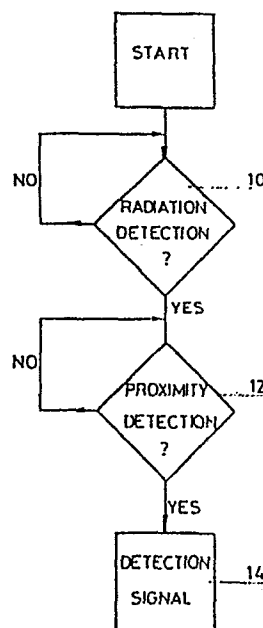 START
NO
10
RADIATION
DETECTION
?
YES
NO
12
PROXIMITY
DETECTION
?
YES
DETECTION
14
SIGNAL